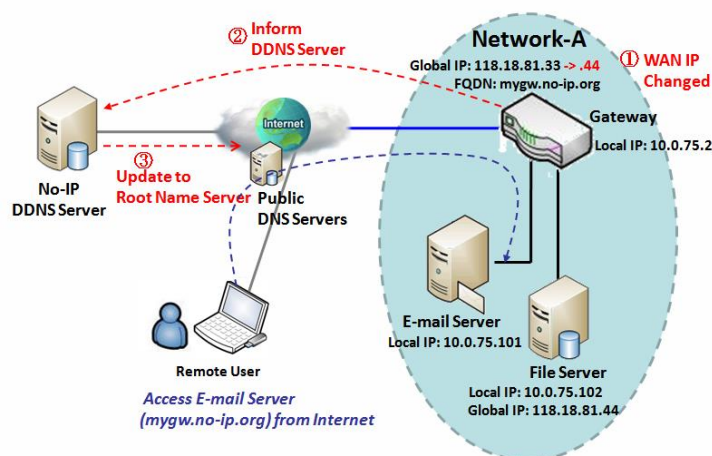 ② Inform
DDNS Server
Network-A
Global IP: 118.18.81.33 -> .44
FQDN: mygw.no-ip.org
① WAN IP
Changed
Internet
Gateway
Local IP: 10.0.75.2
③
Update to
Root Name Server
No-IP
DDNS Server
Public
DNS Servers
E-mail Server
Local IP: 10.0.75.101
Remote User
File Server
Local IP: 10.0.75.102
Global IP: 118.18.81.44
Access E-mail Server
(mygw.no-ip.org) from Internet